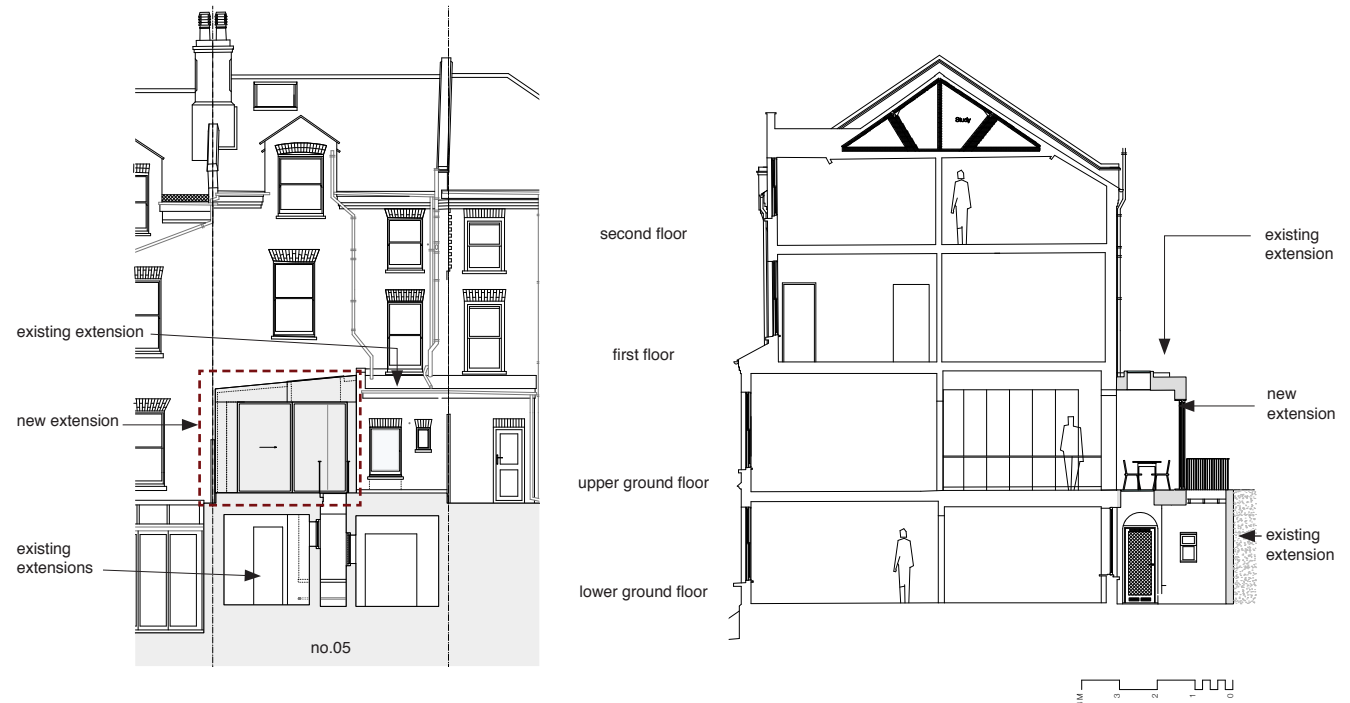 existing extension
new extension
existing
extensions
no.05
second floor
first floor
upper ground floor
lower ground floor
Study
existing
extension
new
extension
existing
extension
3
2
1
0